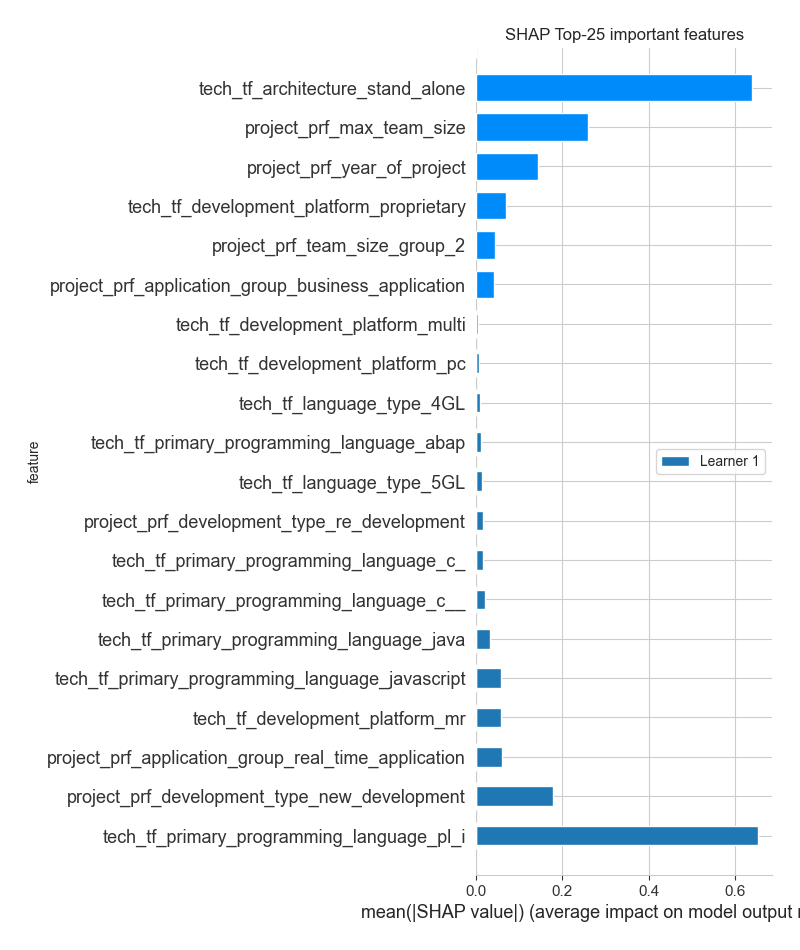 SHAP Top-25 important features
tech_tf_architecture_stand_alone
project_prf_max_team_size
project_prf_year_of_project
tech_tf_development_platform_proprietary
project_prf_team_size_group_2
project_prf_application_group_business_application
tech_tf_development_platform_multi
tech_tf_development_platform_pc
tech_tf_language_type_4GL
tech_tf_primary_programming_language_abap
tech_tf_language_type_5GL
project_prf_development_type_re_development
tech_tf_primary_programming_language_c_
tech_tf_primary_programming_language_c__
tech_tf_primary_programming_language_java
tech_tf_primary_programming_language_javascript
tech_tf_development_platform_mr
project_prf_application_group_real_time_application
project_prf_development_type_new_development
tech_tf_primary_programming_language_pl_i
feature
Learner 1
0.0 0.2 0.4 0.6
mean(|SHAP value|) (average impact on model output